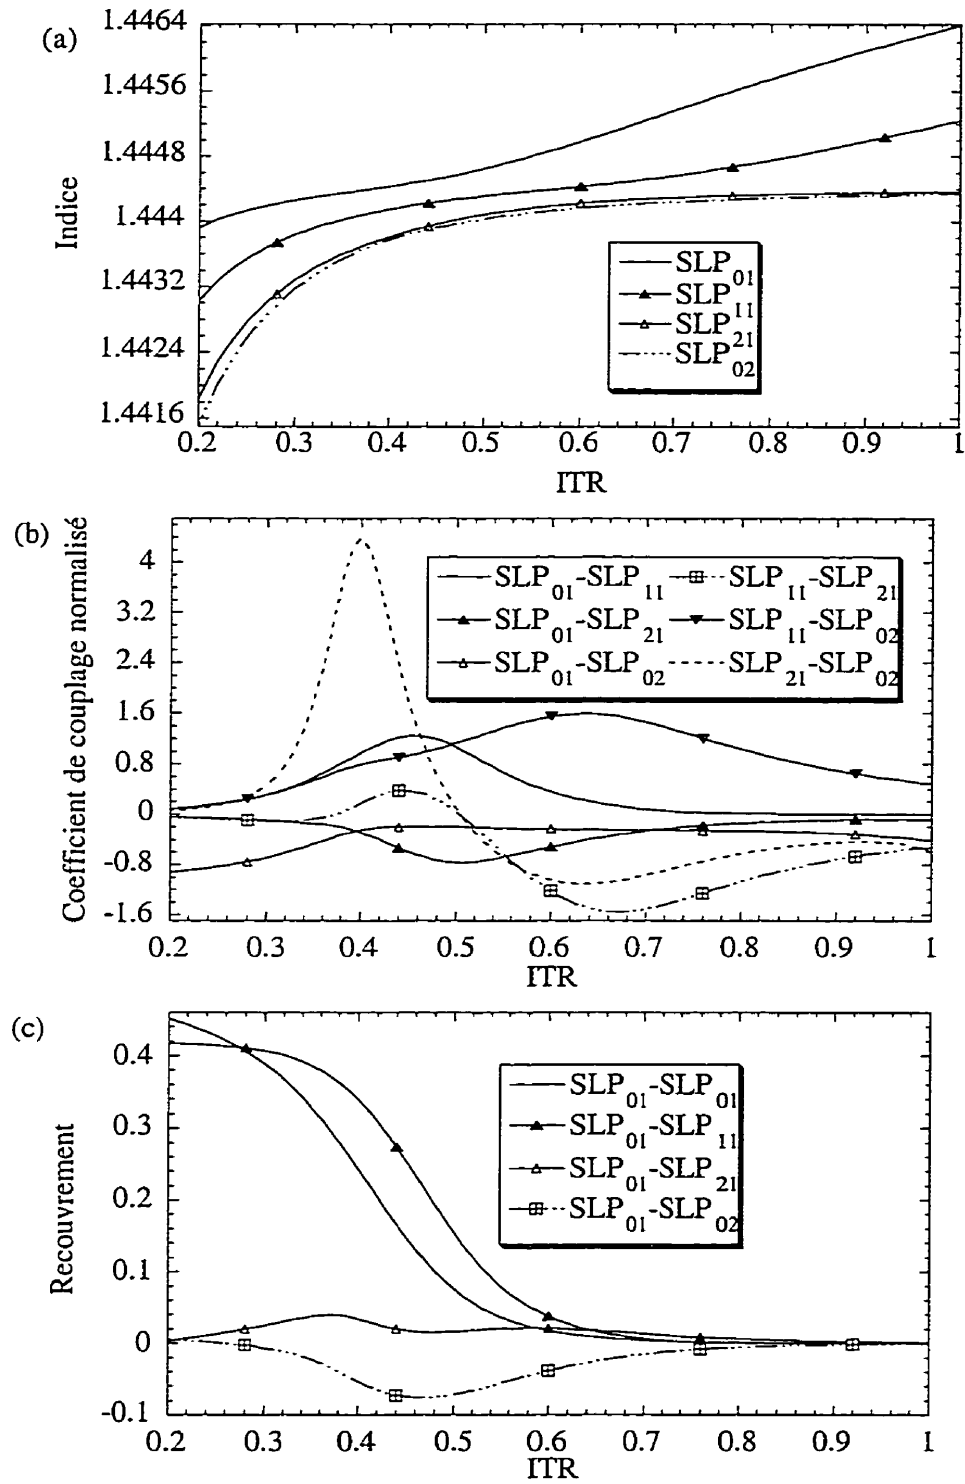 (a)
1.4464
1.4456
1.4448
1.444
1.4432
1.4424
1.4416
Indice
SLP01
SLP11
SLP21
SLP02
0.2 0.3 0.4 0.5 0.6 0.7 0.8 0.9 1
ITR
(b)
Coefficient de couplage normalisé
4
3.2
2.4
1.6
0.8
0
-0.8
-1.6
SLP01-SLP11 SLP11-SLP21
SLP01-SLP21 SLP11-SLP02
SLP01-SLP02 SLP21-SLP02
0.2 0.3 0.4 0.5 0.6 0.7 0.8 0.9 1
ITR
(c)
Recouvrement
0.4
0.3
0.2
0.1
0
-0.1
SLP01-SLP01
SLP01-SLP11
SLP01-SLP21
SLP01-SLP02
0.2 0.3 0.4 0.5 0.6 0.7 0.8 0.9 1
ITR